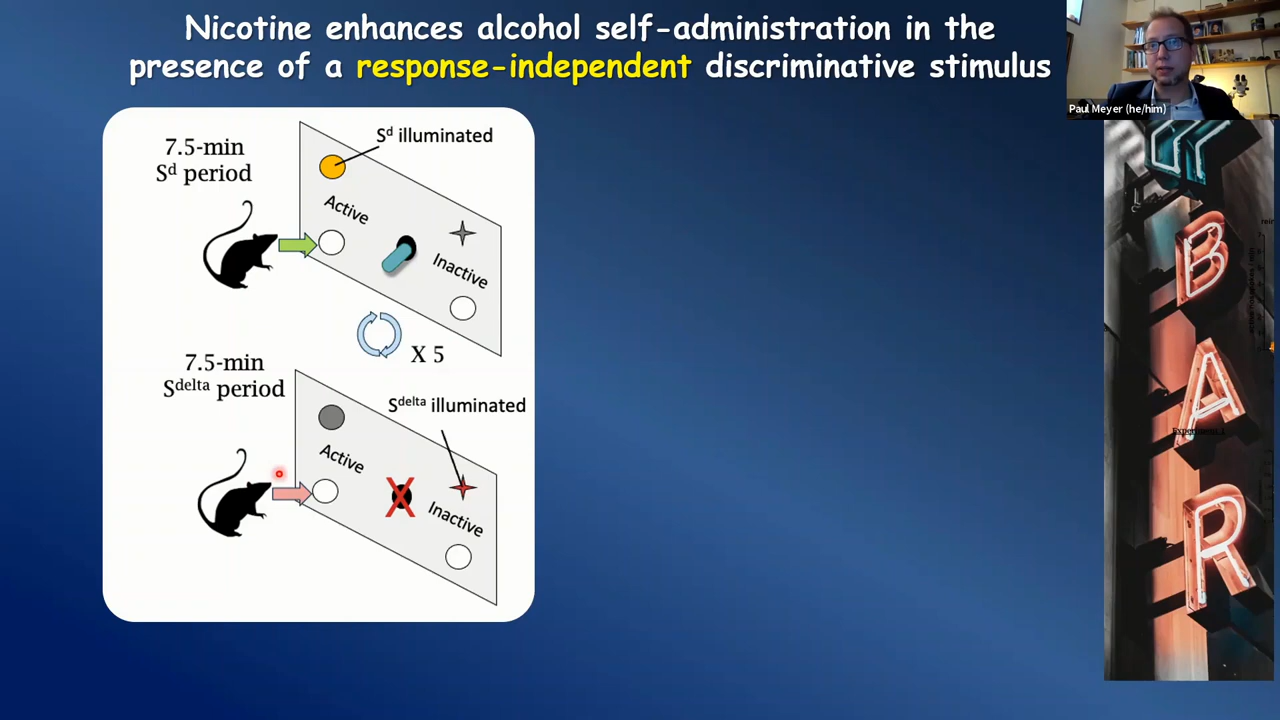 Nicotine enhances alcohol self-administration in the
presence of a response-independent discriminative stimulus
Paul Meyer (he/him)
7.5-min
Sᵈ period
Sᵈ illuminated
Active
Inactive
X 5
7.5-min
Sᵈᵉˡᵗᵃ period
Sᵈᵉˡᵗᵃ illuminated
Active
X
Inactive
BAR